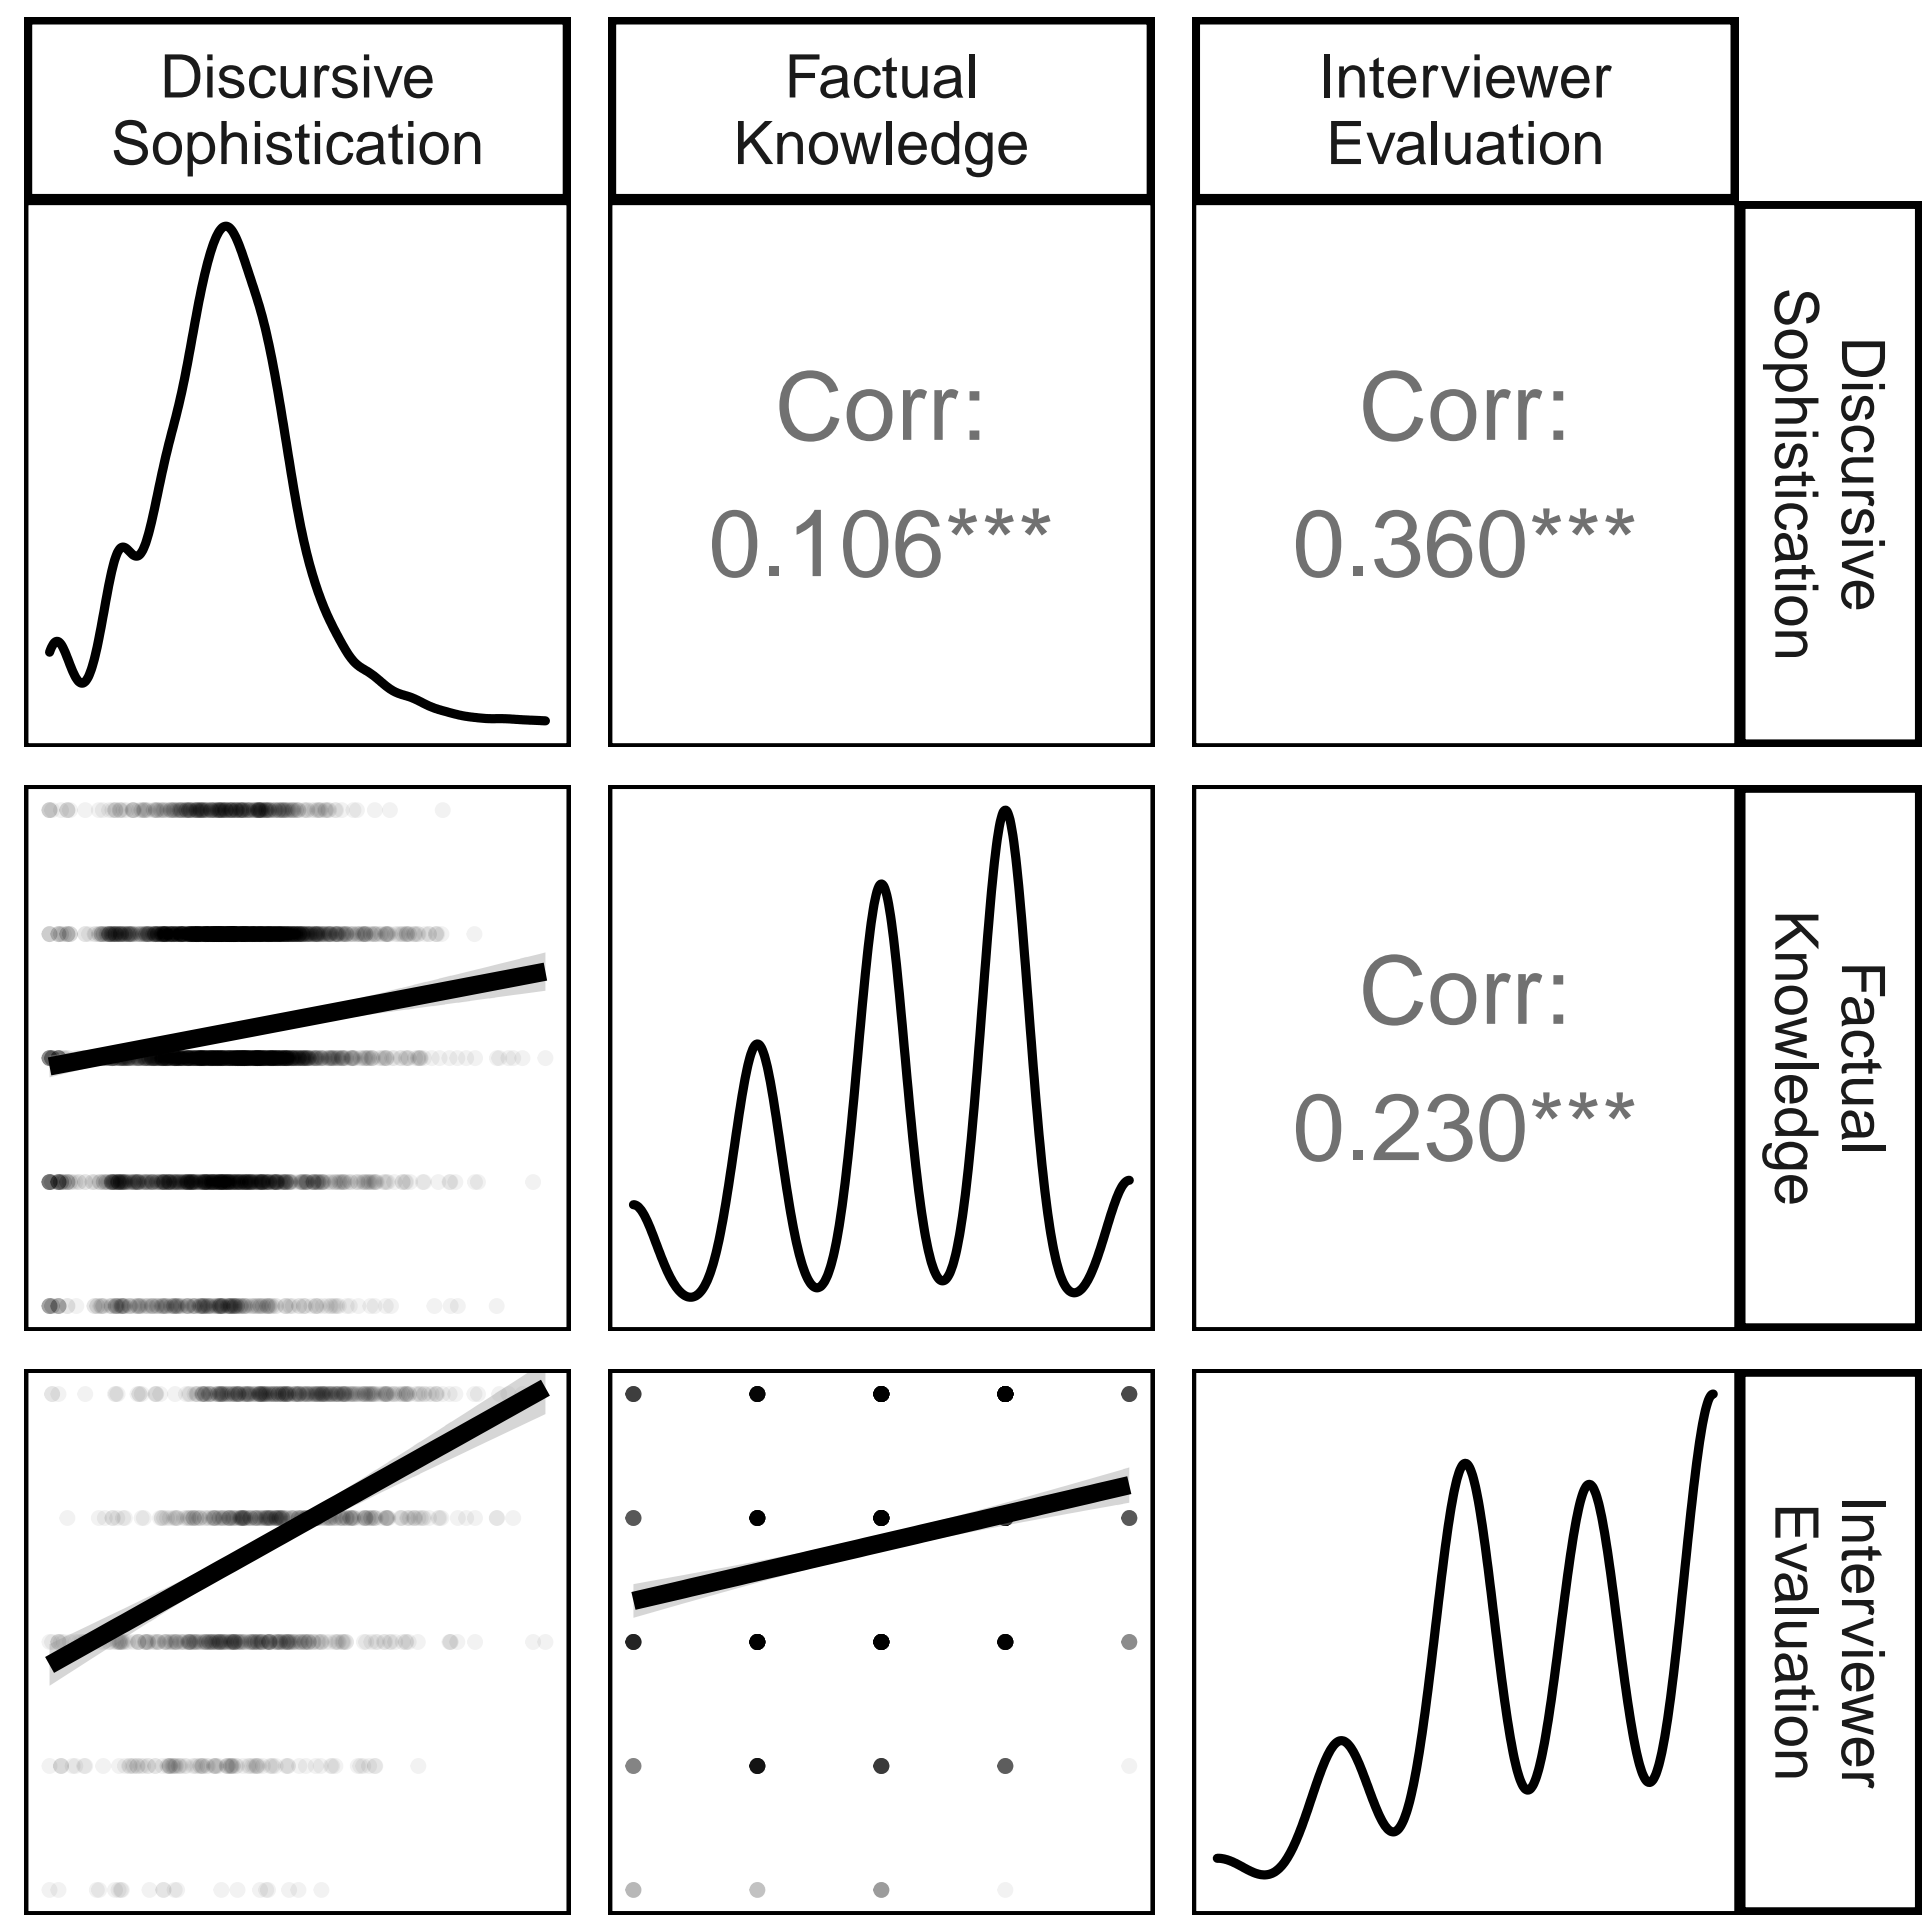 Discursive
Sophistication
Factual
Knowledge
Interviewer
Evaluation
Corr:
0.106***
Corr:
0.360***
Discursive
Sophistication
Corr:
0.230***
Factual
Knowledge
Interviewer
Evaluation